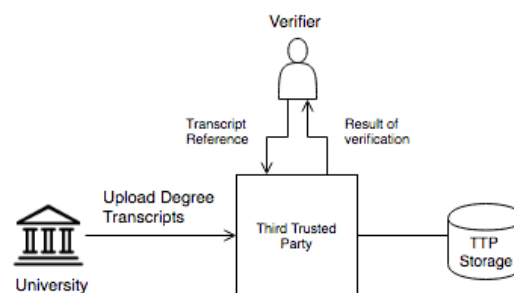 Verifier
Transcript
Reference
Result of
verification
Upload Degree
Transcripts
Third Trusted
Party
TTP
Storage
University